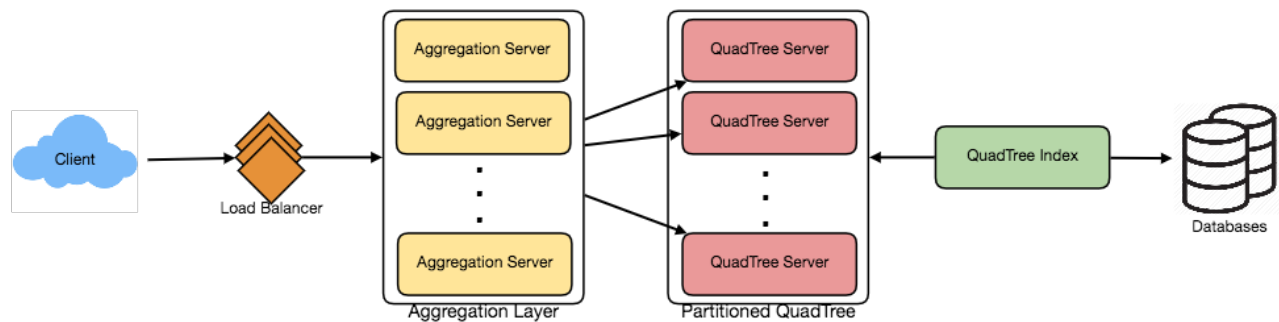 Client
Load Balancer
Aggregation Server
Aggregation Server
Aggregation Server
Aggregation Layer
QuadTree Server
QuadTree Server
QuadTree Server
Partitioned QuadTree
QuadTree Index
Databases